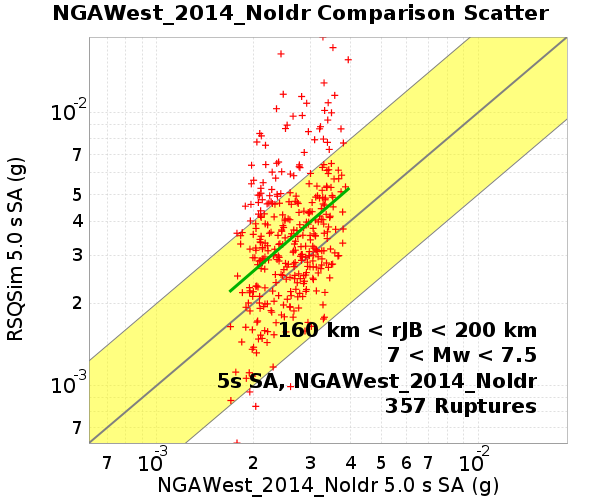 NGAWest_2014_NoIdr Comparison Scatter
RSQSim 5.0 s SA (g)
10^-2
7
5
4
3
2
10^-3
7
160 km < rJB < 200 km
7 < Mw < 7.5
5s SA, NGAWest_2014_NoIdr
357 Ruptures
7 10^-3 2 3 4 5 6 7 10^-2
NGAWest_2014_NoIdr 5.0 s SA (g)